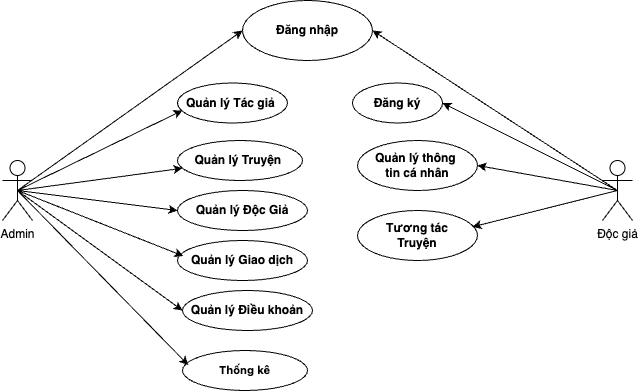 Đăng nhập
Quản lý Tác giả
Đăng ký
Quản lý Truyện
Quản lý thông
tin cá nhân
Quản lý Độc Giả
Admin
Tương tác
Truyện
Độc giả
Quản lý Giao dịch
Quản lý Điều khoản
Thống kê